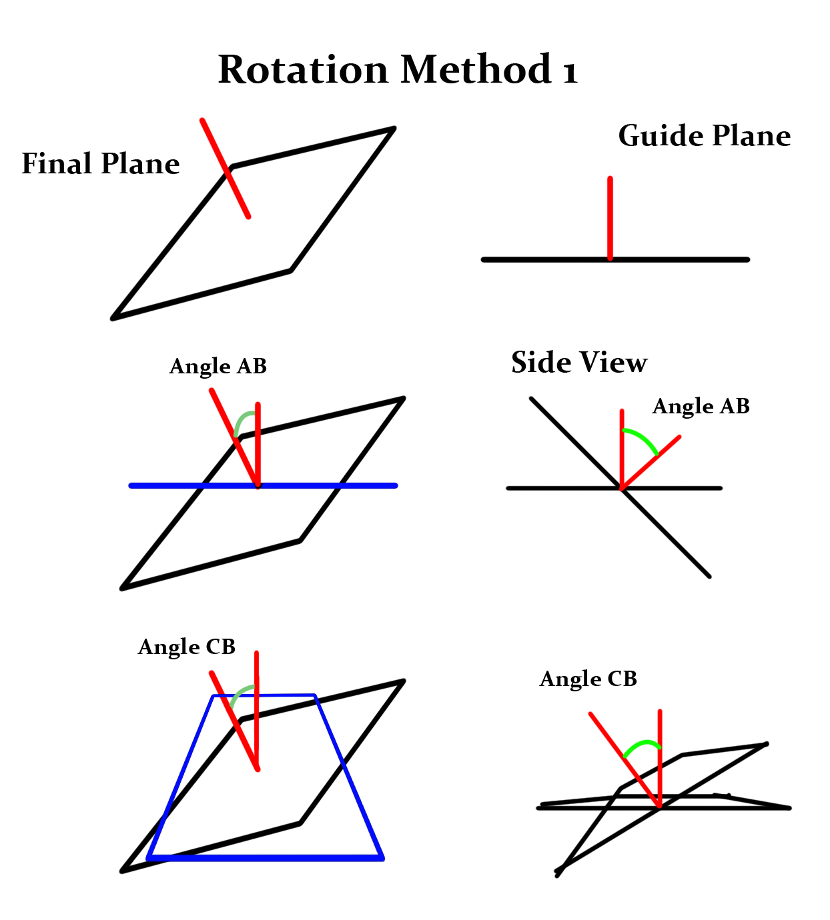 Rotation Method 1
Final Plane
Guide Plane
Angle AB
Side View
Angle AB
Angle CB
Angle CB